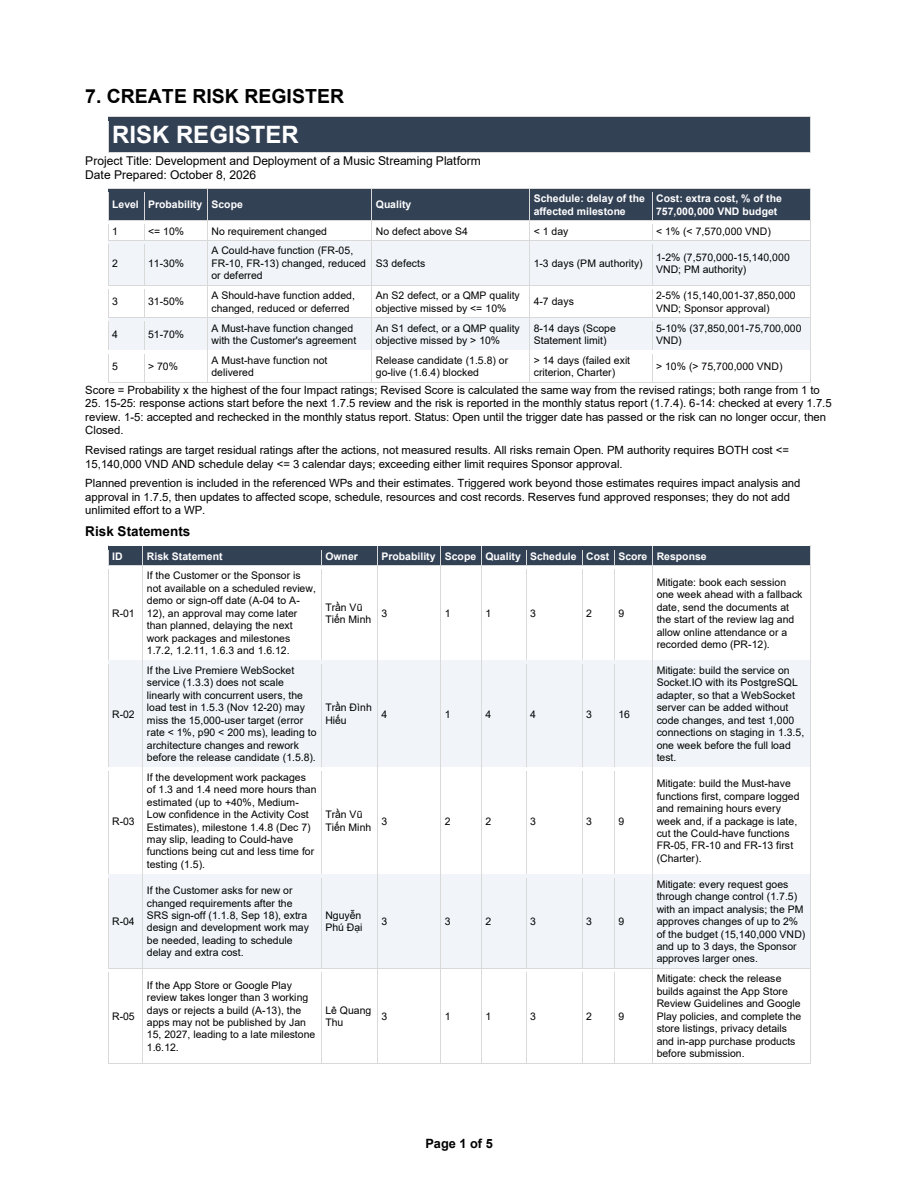 7. CREATE RISK REGISTER
RISK REGISTER
Project Title: Development and Deployment of a Music Streaming Platform
Date Prepared: October 8, 2026
Level Probability Scope Quality Schedule: delay of the affected milestone Cost: extra cost, % of the 757,000,000 VND budget
1 <= 10% No requirement changed No defect above S4 < 1 day < 1% (< 7,570,000 VND)
2 11-30% A Could-have function (FR-05, FR-10, FR-13) changed, reduced or deferred S3 defects 1-3 days (PM authority) 1-2% (7,570,000-15,140,000 VND; PM authority)
3 31-50% A Should-have function added, changed, reduced or deferred An S2 defect, or a QMP quality objective missed by <= 10% 4-7 days 2-5% (15,140,001-37,850,000 VND; Sponsor approval)
4 51-70% A Must-have function changed with the Customer's agreement An S1 defect, or a QMP quality objective missed by > 10% 8-14 days (Scope Statement limit) 5-10% (37,850,001-75,700,000 VND)
5 > 70% A Must-have function not delivered Release candidate (1.5.8) or go-live (1.6.4) blocked > 14 days (failed exit criterion, Charter) > 10% (> 75,700,000 VND)
Score = Probability x the highest of the four Impact ratings; Revised Score is calculated the same way from the revised ratings; both range from 1 to
25. 15-25: response actions start before the next 1.7.5 review and the risk is reported in the monthly status report (1.7.4). 6-14: checked at every 1.7.5
review. 1-5: accepted and rechecked in the monthly status report. Status: Open until the trigger date has passed or the risk can no longer occur, then
Closed.
Revised ratings are target residual ratings after the actions, not measured results. All risks remain Open. PM authority requires BOTH cost <=
15,140,000 VND AND schedule delay <= 3 calendar days; exceeding either limit requires Sponsor approval.
Planned prevention is included in the referenced WPs and their estimates. Triggered work beyond those estimates requires impact analysis and
approval in 1.7.5, then updates to affected scope, schedule, resources and cost records. Reserves fund approved responses; they do not add
unlimited effort to a WP.
Risk Statements
ID Risk Statement Owner Probability Scope Quality Schedule Cost Score Response
R-01 If the Customer or the Sponsor is not available on a scheduled review, demo or sign-off date (A-04 to A-12), an approval may come later than planned, delaying the next work packages and milestones 1.7.2, 1.2.11, 1.6.3 and 1.6.12. Trần Vũ Tiến Minh 3 1 1 3 2 9 Mitigate: book each session one week ahead with a fallback date, send the documents at the start of the review lag and allow online attendance or a recorded demo (PR-12).
R-02 If the Live Premiere WebSocket service (1.3.3) does not scale linearly with concurrent users, the load test in 1.5.3 (Nov 12-20) may miss the 15,000-user target (error rate < 1%, p90 < 200 ms), leading to architecture changes and rework before the release candidate (1.5.8). Trần Đình Hiếu 4 1 4 4 3 16 Mitigate: build the service on Socket.IO with its PostgreSQL adapter, so that a WebSocket server can be added without code changes, and test 1,000 connections on staging in 1.3.5, one week before the full load test.
R-03 If the development work packages of 1.3 and 1.4 need more hours than estimated (up to +40%, Medium-Low confidence in the Activity Cost Estimates), milestone 1.4.8 (Dec 7) may slip, leading to Could-have functions being cut and less time for testing (1.5). Trần Vũ Tiến Minh 3 2 2 3 3 9 Mitigate: build the Must-have functions first, compare logged and remaining hours every week and, if a package is late, cut the Could-have functions FR-05, FR-10 and FR-13 first (Charter).
R-04 If the Customer asks for new or changed requirements after the SRS sign-off (1.1.8, Sep 18), extra design and development work may be needed, leading to schedule delay and extra cost. Nguyễn Phú Đại 3 3 2 3 3 9 Mitigate: every request goes through change control (1.7.5) with an impact analysis; the PM approves changes of up to 2% of the budget (15,140,000 VND) and up to 3 days, the Sponsor approves larger ones.
R-05 If the App Store or Google Play review takes longer than 3 working days or rejects a build (A-13), the apps may not be published by Jan 15, 2027, leading to a late milestone 1.6.12. Lê Quang Thu 3 1 1 3 2 9 Mitigate: check the release builds against the App Store Review Guidelines and Google Play policies, and complete the store listings, privacy details and in-app purchase products before submission.
Page 1 of 5